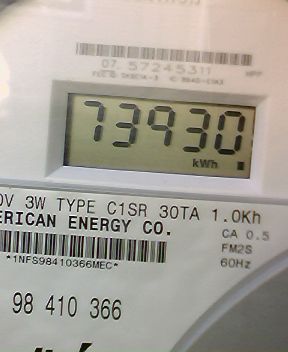 07 57245311
73930
kWh
0V 3W TYPE C1SR 30TA 1.0Kh
ERICAN ENERGY CO.
CA 0.5
FM2S
*1NFS98410366MEC*
60Hz
98 410 366